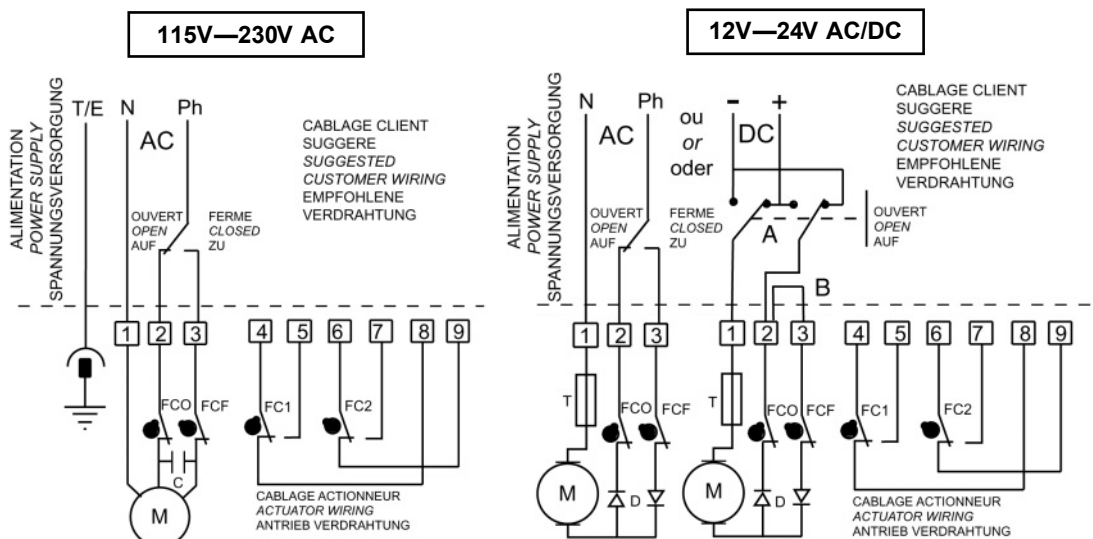 115V—230V AC
ALIMENTATION
POWER SUPPLY
SPANNUNGSVERSORGUNG
T/E
N
Ph
AC
CABLAGE CLIENT
SUGGERE
SUGGESTED
CUSTOMER WIRING
EMPFOHLENE
VERDRAHTUNG
OUVERT
OPEN
AUF
FERME
CLOSED
ZU
1 2 3 4 5 6 7 8 9
FCO
FCF
FC1
FC2
C
M
CABLAGE ACTIONNEUR
ACTUATOR WIRING
ANTRIEB VERDRAHTUNG
12V—24V AC/DC
ALIMENTATION
POWER SUPPLY
SPANNUNGSVERSORGUNG
N
Ph
AC
ou
or
oder
- +
DC
CABLAGE CLIENT
SUGGERE
SUGGESTED
CUSTOMER WIRING
EMPFOHLENE
VERDRAHTUNG
OUVERT
OPEN
AUF
FERME
CLOSED
ZU
A
OUVERT
OPEN
AUF
B
1 2 3 1 2 3 4 5 6 7 8 9
T
FCO
FCF
T
FCO
FCF
FC1
FC2
M
D
M
D
CABLAGE ACTIONNEUR
ACTUATOR WIRING
ANTRIEB VERDRAHTUNG